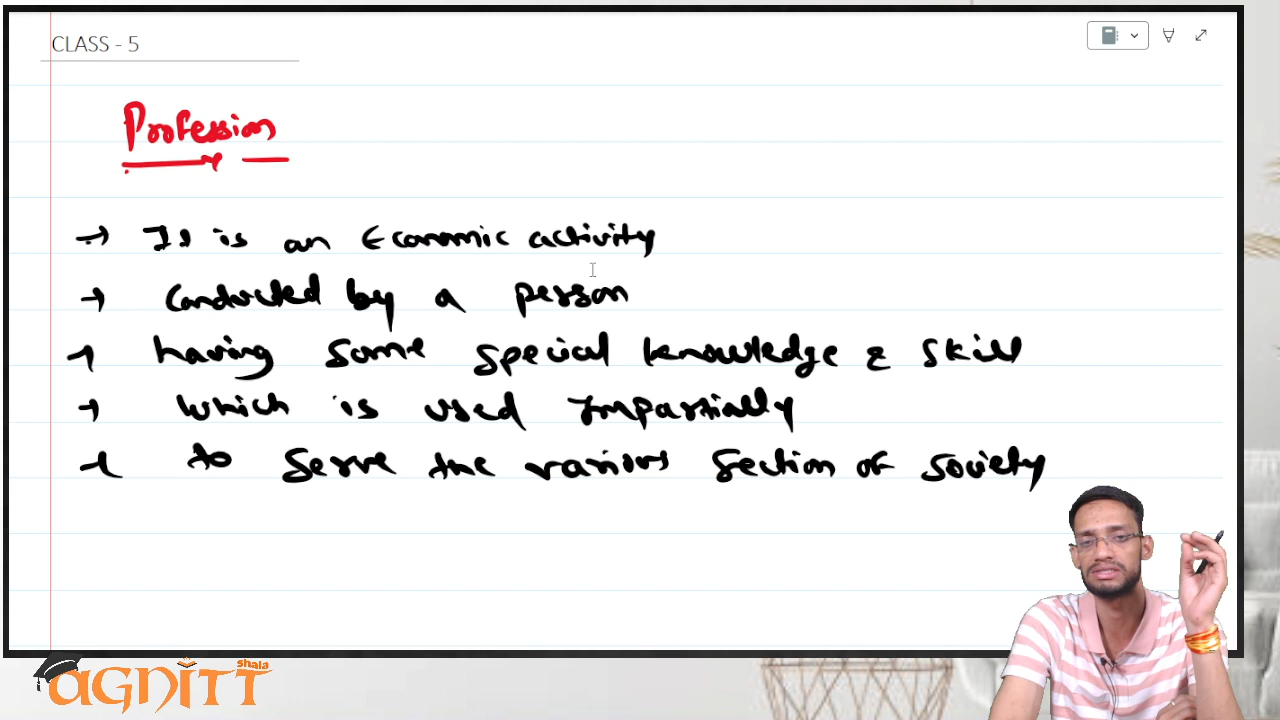 CLASS - 5
Profession
→ It is an Economic activity
→ Conducted by a person
→ having some special knowledge & skill
→ which is used Impartially
→ to serve the various section of society
shala
aGNITT